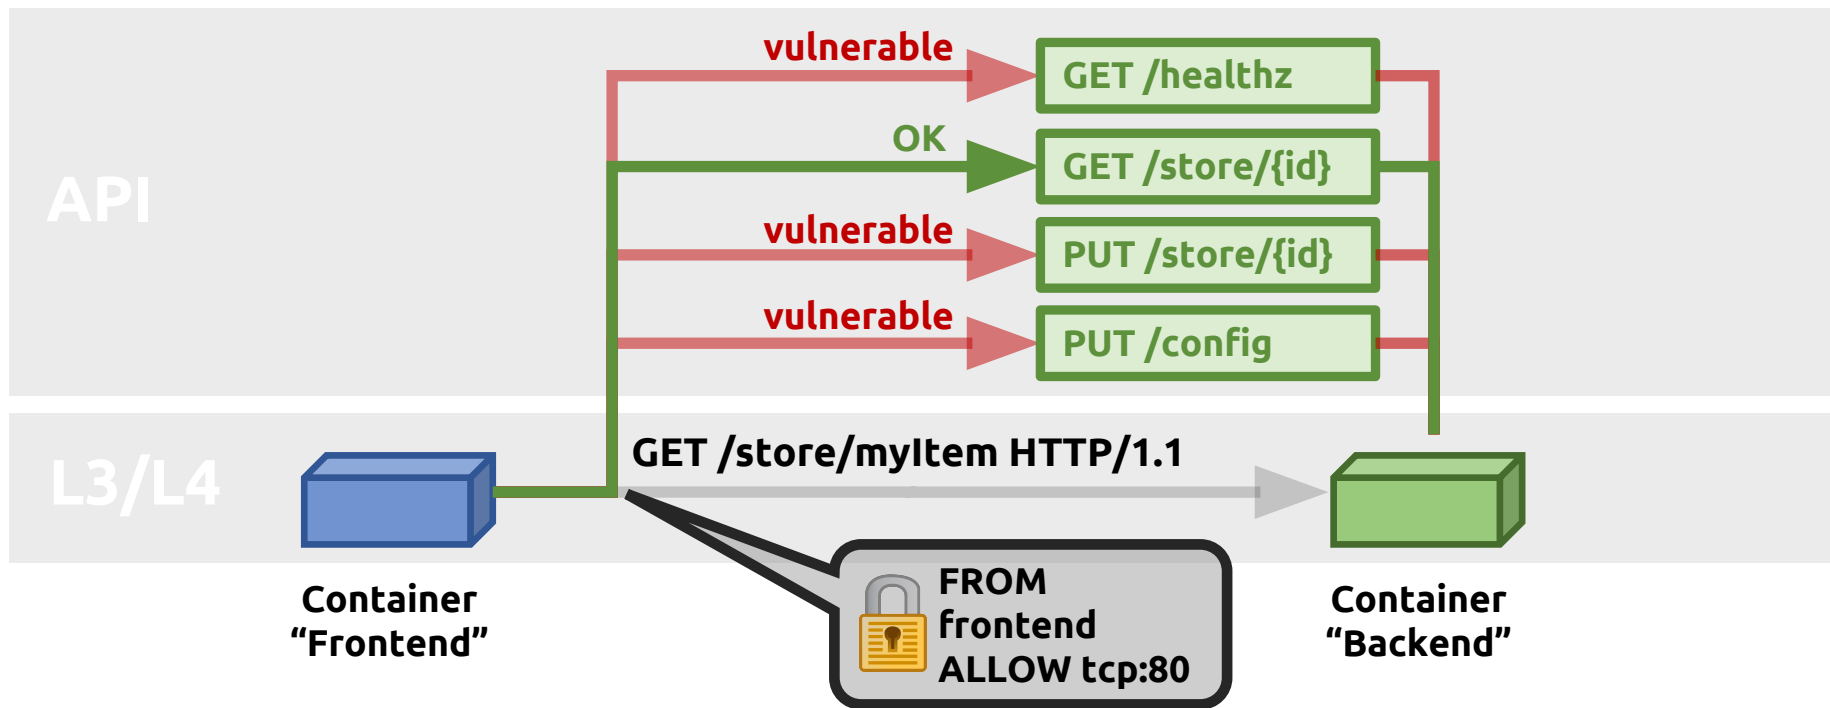 vulnerable
GET /healthz
OK
GET /store/{id}
API
vulnerable
PUT /store/{id}
vulnerable
PUT /config
GET /store/myItem HTTP/1.1
L3/L4
FROM
frontend
ALLOW tcp:80
Container
“Frontend”
Container
“Backend”